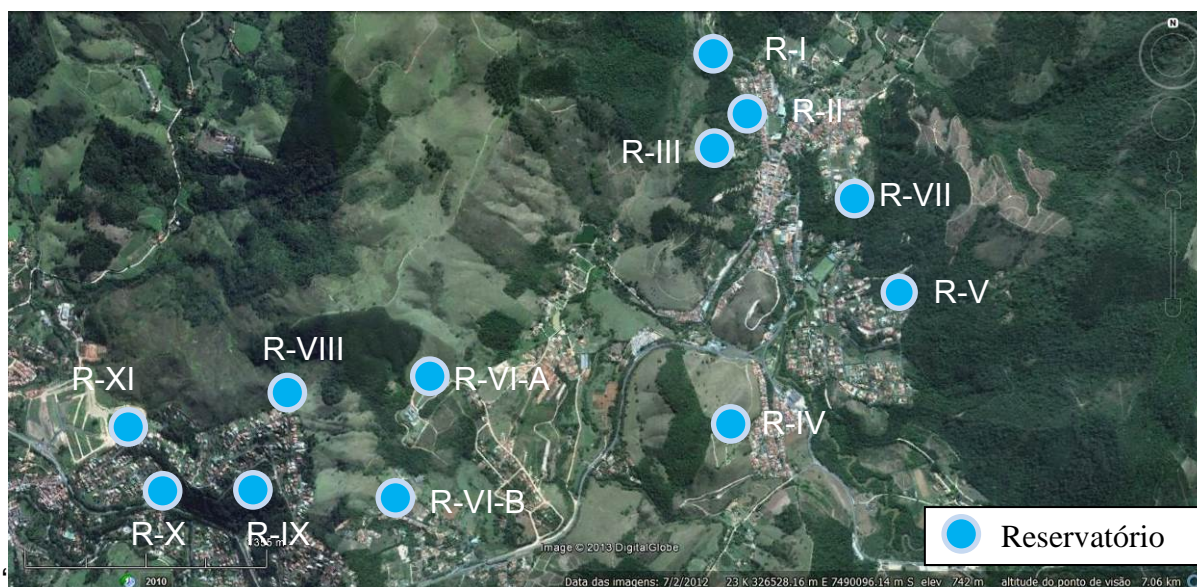 N
R-I
R-II
R-III
R-VII
R-V
R-VIII
R-XI
R-VI-A
R-IV
R-VI-B
R-X
R-IX
Reservatório
Image © 2013 DigitalGlobe
2010
Data das imagens: 7/2/2012 23 K 326528.16 m E 7490096.14 m S elev 742 m altitude do ponto de visão 7.06 km